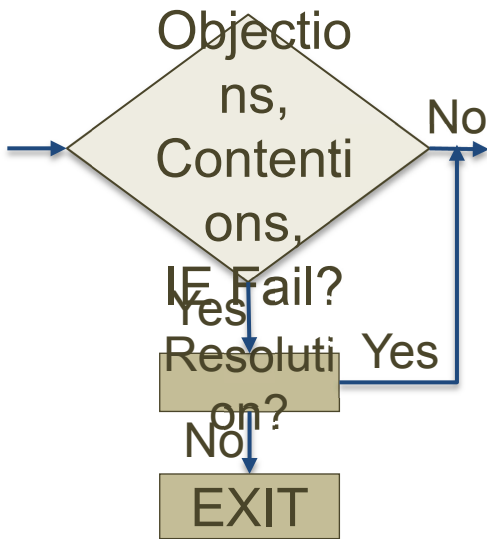 Objectio
ns,
Contenti
ons,
IE Fail?
No
Yes
Resoluti
on?
Yes
No
EXIT